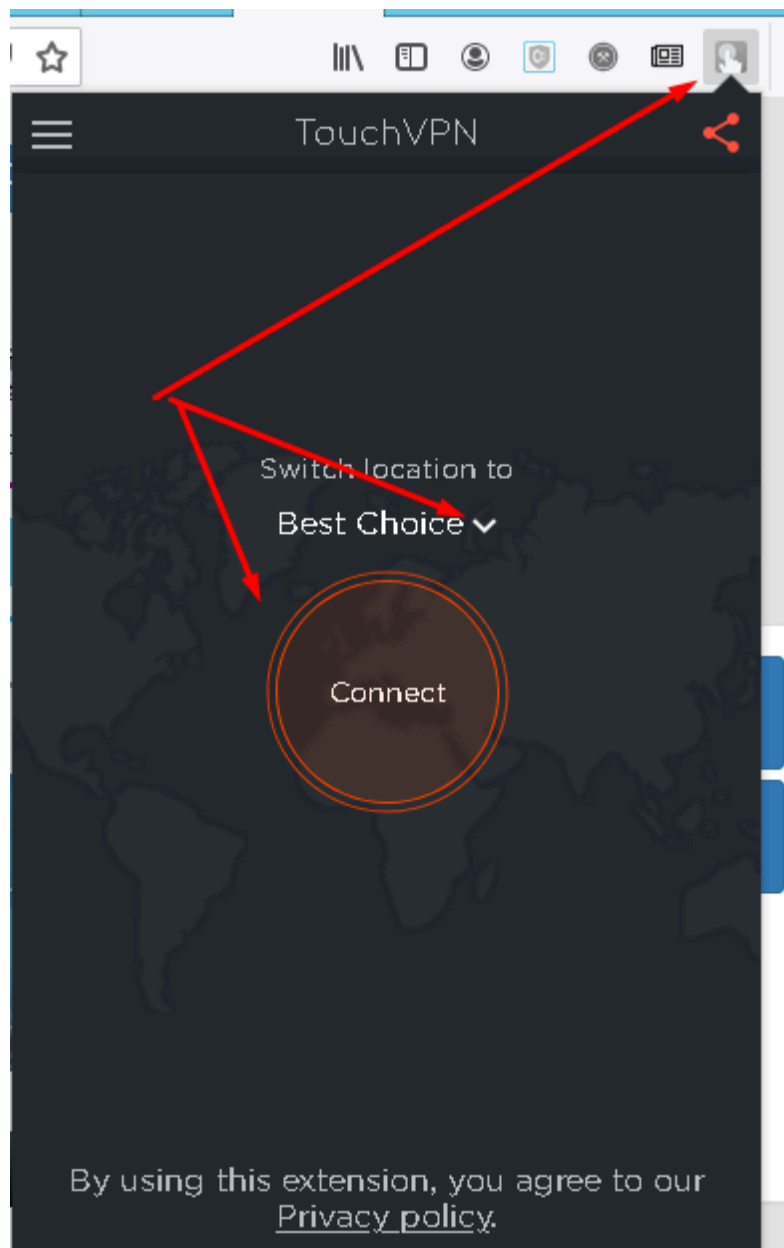 TouchVPN
Switch location to
Best Choice
Connect
By using this extension, you agree to our
Privacy policy.